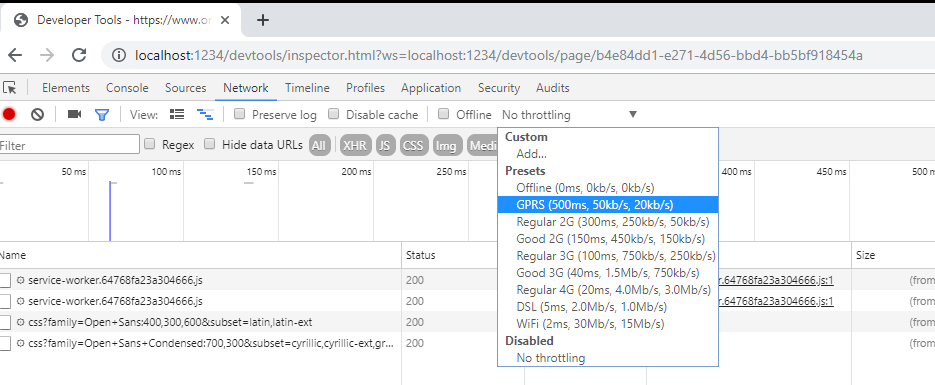 Developer Tools - https://www.or
localhost:1234/devtools/inspector.html?ws=localhost:1234/devtools/page/b4e84dd1-e271-4d56-bbd4-bb5bf918454a
Elements Console Sources Network Timeline Profiles Application Security Audits
View: Preserve log Disable cache Offline No throttling
Filter Regex Hide data URLs All XHR JS CSS Img Medi
Custom
Add...
Presets
Offline (0ms, 0kb/s, 0kb/s)
GPRS (500ms, 50kb/s, 20kb/s)
Regular 2G (300ms, 250kb/s, 50kb/s)
Good 2G (150ms, 450kb/s, 150kb/s)
Regular 3G (100ms, 750kb/s, 250kb/s)
Good 3G (40ms, 1.5Mb/s, 750kb/s)
Regular 4G (20ms, 4.0Mb/s, 3.0Mb/s)
DSL (5ms, 2.0Mb/s, 1.0Mb/s)
WiFi (2ms, 30Mb/s, 15Mb/s)
Disabled
No throttling
50 ms 100 ms 150 ms 200 ms 250 400 ms 450 ms 500 m
Name Status Size
service-worker.64768fa23a304666.js 200 r.64768fa23a304666.js:1 (from
service-worker.64768fa23a304666.js 200 r.64768fa23a304666.js:1 (from
css?family=Open+Sans:400,300,600&subset=latin,latin-ext 200 (from
css?family=Open+Sans+Condensed:700,300&subset=cyrillic,cyrillic-ext,gr... 200 (from